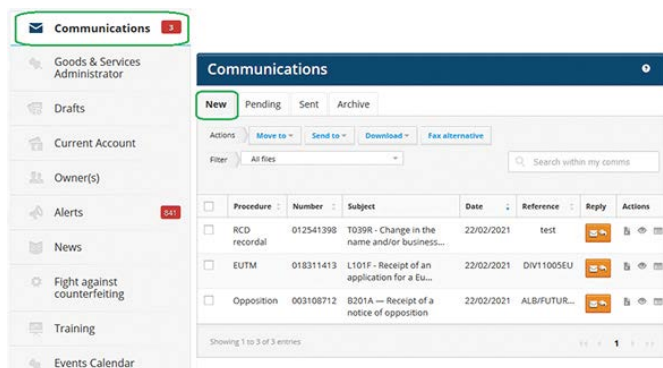 Communications 3
Goods & Services
Administrator
Drafts
Current Account
Owner(s)
Alerts 841
News
Fight against
counterfeiting
Training
Events Calendar
Communications
New Pending Sent Archive
Actions Move to Send to Download Fax alternative
Filter All files Search within my comms
Procedure Number Subject Date Reference Reply Actions
RCD
recordal 012541398 T039R - Change in the
name and/or business... 22/02/2021 test
EUTM 018311413 L101F - Receipt of an
application for a Eu... 22/02/2021 DIV11005EU
Opposition 003108712 B201A — Receipt of a
notice of opposition 22/02/2021 ALB/FUTUR...
Showing 1 to 3 of 3 entries 1